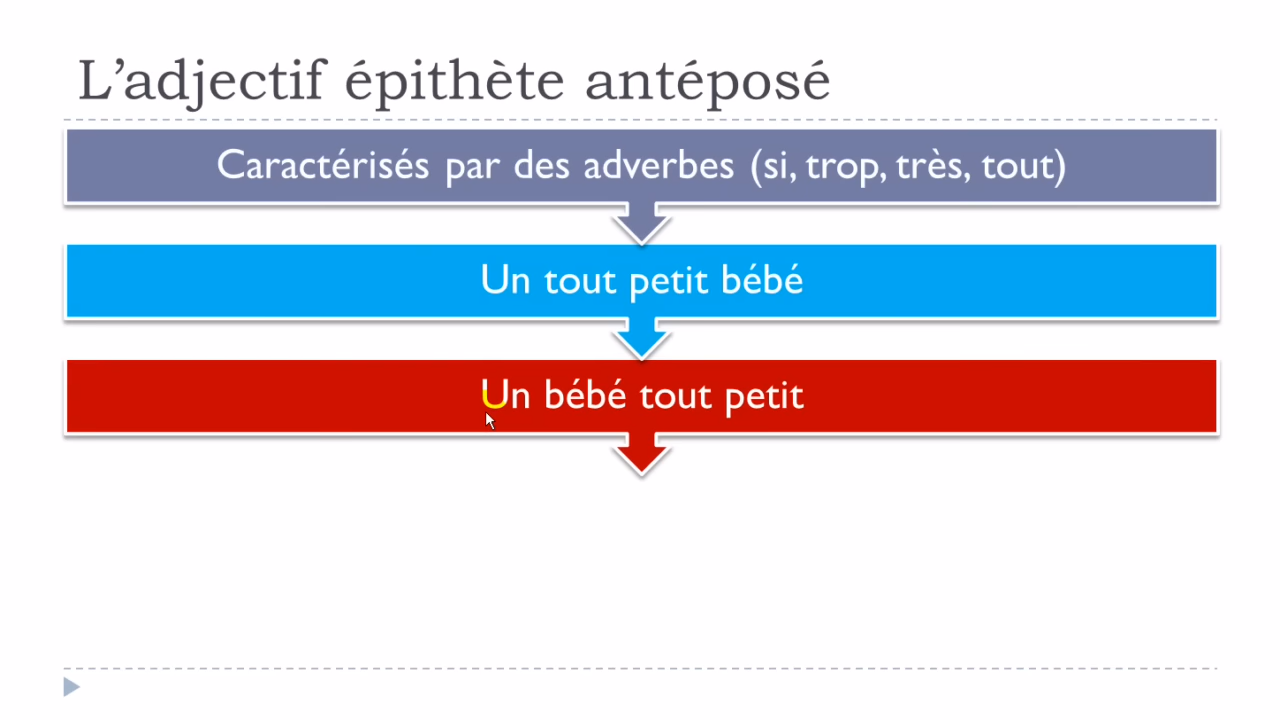 L’adjectif épithète antéposé
Caractérisés par des adverbes (si, trop, très, tout)
Un tout petit bébé
Un bébé tout petit